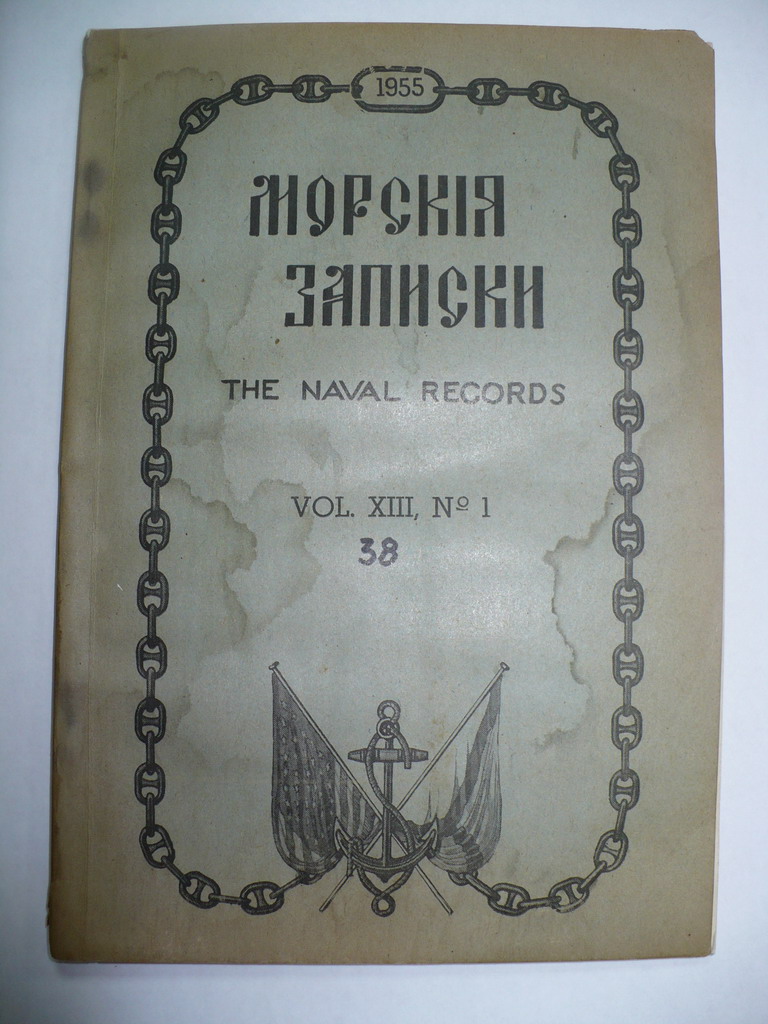 1955
МОРСКІЯ
ЗАПИСКИ
THE NAVAL RECORDS
VOL. XIII, Nº 1
38